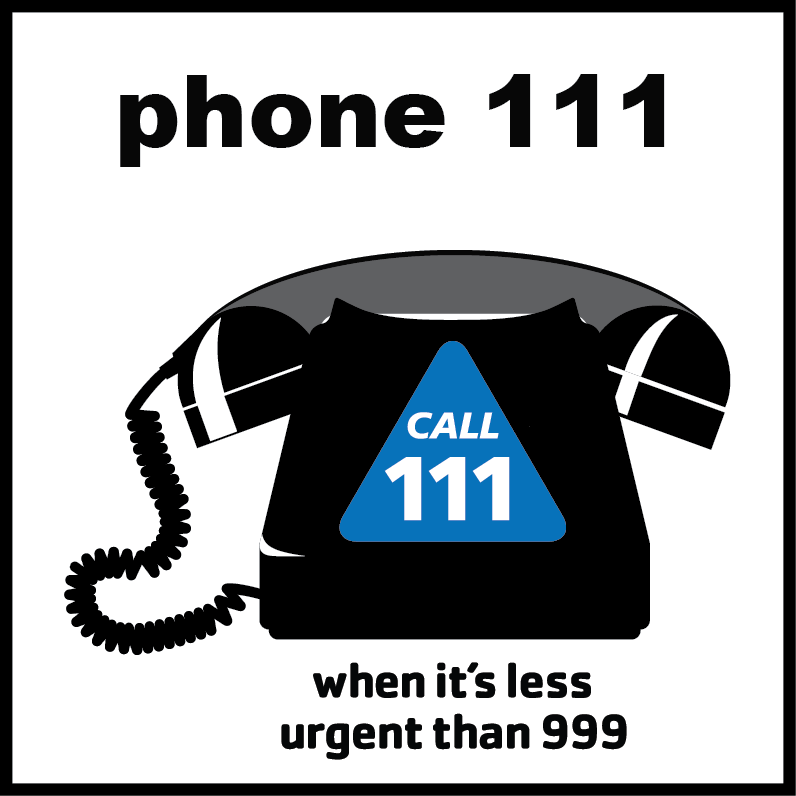 phone 111
CALL
111
when it's less
urgent than 999